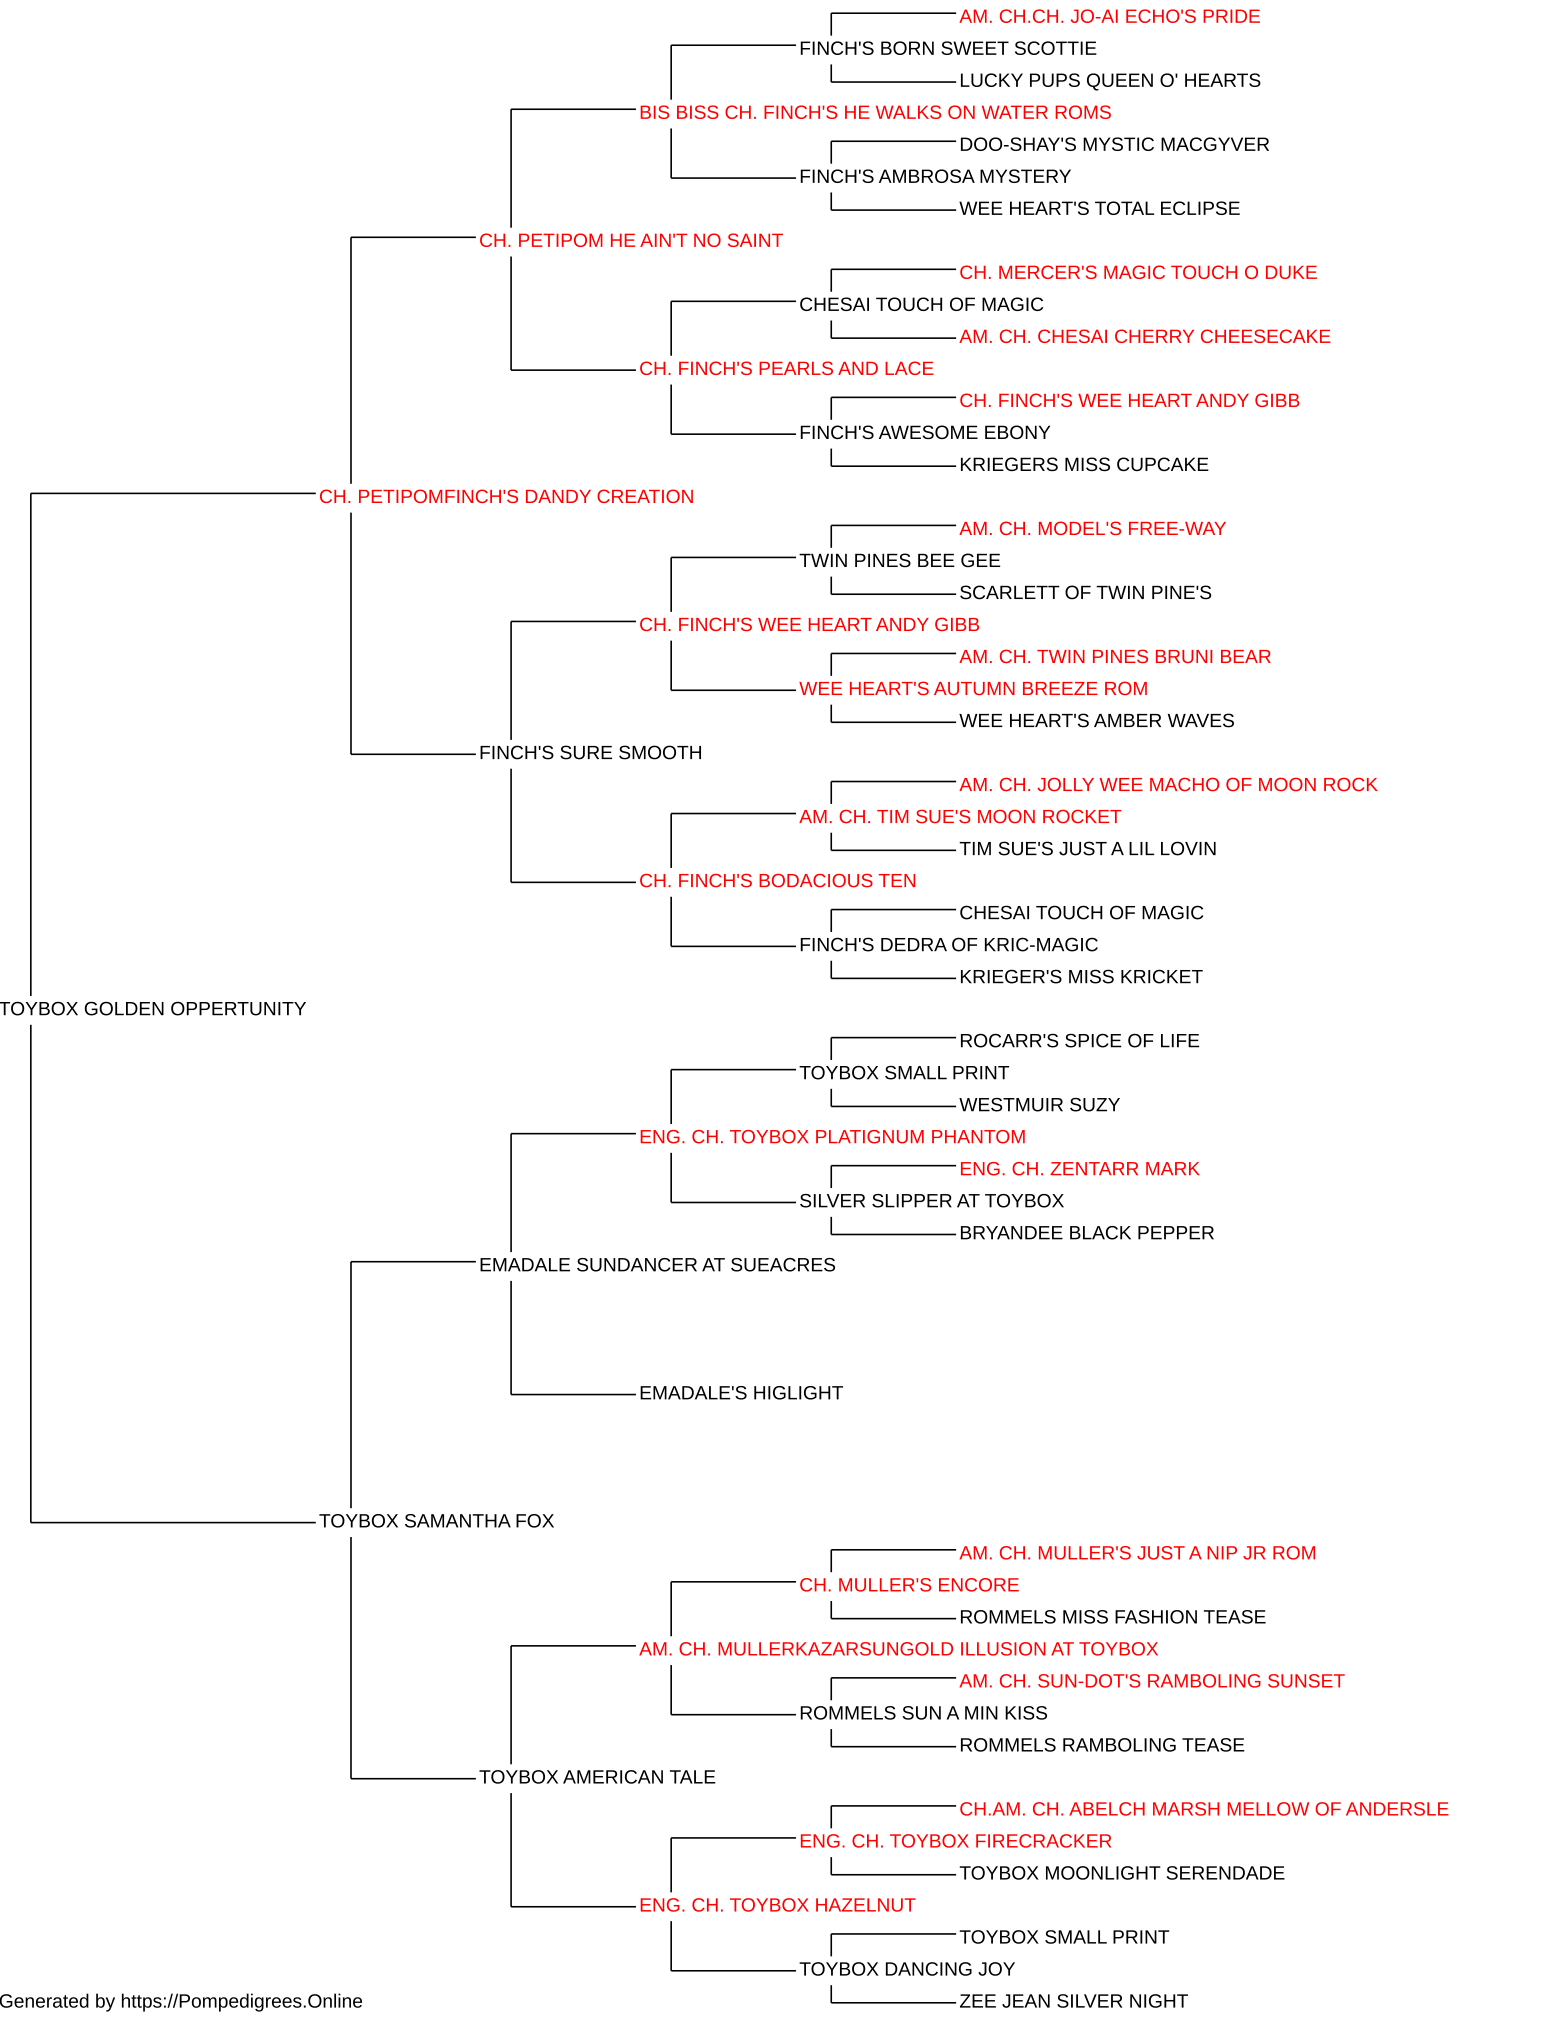 AM. CH.CH. JO-AI ECHO'S PRIDE
FINCH'S BORN SWEET SCOTTIE
LUCKY PUPS QUEEN O' HEARTS
BIS BISS CH. FINCH'S HE WALKS ON WATER ROMS
DOO-SHAY'S MYSTIC MACGYVER
FINCH'S AMBROSA MYSTERY
WEE HEART'S TOTAL ECLIPSE
CH. PETIPOM HE AIN'T NO SAINT
CH. MERCER'S MAGIC TOUCH O DUKE
CHESAI TOUCH OF MAGIC
AM. CH. CHESAI CHERRY CHEESECAKE
CH. FINCH'S PEARLS AND LACE
CH. FINCH'S WEE HEART ANDY GIBB
FINCH'S AWESOME EBONY
KRIEGERS MISS CUPCAKE
CH. PETIPOMFINCH'S DANDY CREATION
AM. CH. MODEL'S FREE-WAY
TWIN PINES BEE GEE
SCARLETT OF TWIN PINE'S
CH. FINCH'S WEE HEART ANDY GIBB
AM. CH. TWIN PINES BRUNI BEAR
WEE HEART'S AUTUMN BREEZE ROM
WEE HEART'S AMBER WAVES
FINCH'S SURE SMOOTH
AM. CH. JOLLY WEE MACHO OF MOON ROCK
AM. CH. TIM SUE'S MOON ROCKET
TIM SUE'S JUST A LIL LOVIN
CH. FINCH'S BODACIOUS TEN
CHESAI TOUCH OF MAGIC
FINCH'S DEDRA OF KRIC-MAGIC
KRIEGER'S MISS KRICKET
TOYBOX GOLDEN OPPERTUNITY
ROCARR'S SPICE OF LIFE
TOYBOX SMALL PRINT
WESTMUIR SUZY
ENG. CH. TOYBOX PLATIGNUM PHANTOM
ENG. CH. ZENTARR MARK
SILVER SLIPPER AT TOYBOX
BRYANDEE BLACK PEPPER
EMADALE SUNDANCER AT SUEACRES
EMADALE'S HIGLIGHT
TOYBOX SAMANTHA FOX
AM. CH. MULLER'S JUST A NIP JR ROM
CH. MULLER'S ENCORE
ROMMELS MISS FASHION TEASE
AM. CH. MULLERKAZARSUNGOLD ILLUSION AT TOYBOX
AM. CH. SUN-DOT'S RAMBOLING SUNSET
ROMMELS SUN A MIN KISS
ROMMELS RAMBOLING TEASE
TOYBOX AMERICAN TALE
CH.AM. CH. ABELCH MARSH MELLOW OF ANDERSLE
ENG. CH. TOYBOX FIRECRACKER
TOYBOX MOONLIGHT SERENDADE
ENG. CH. TOYBOX HAZELNUT
TOYBOX SMALL PRINT
TOYBOX DANCING JOY
ZEE JEAN SILVER NIGHT
Generated by https://Pompedigrees.Online